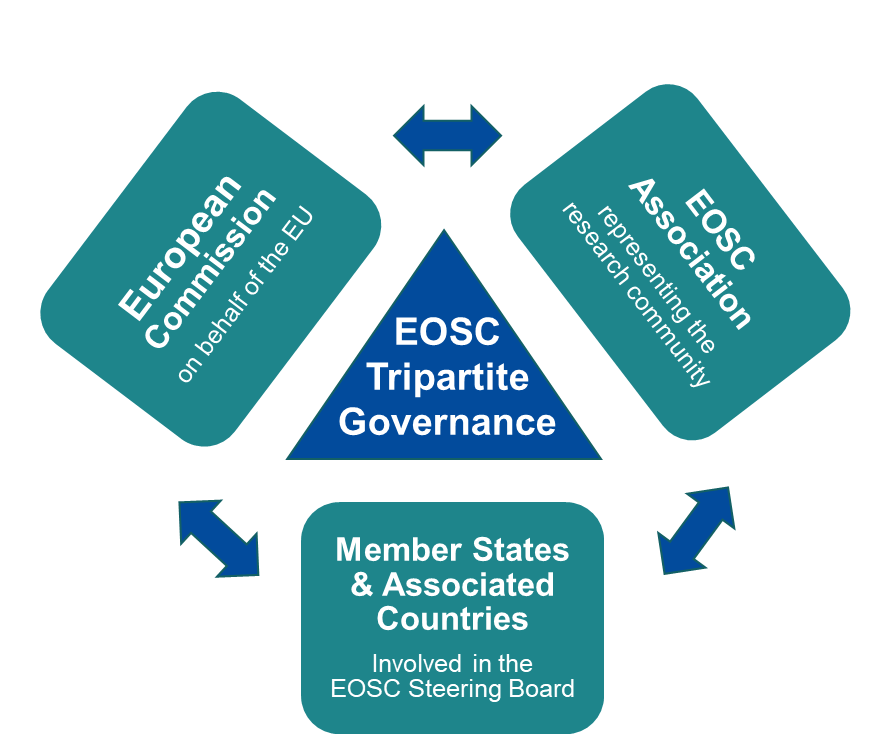 European
Commission
on behalf of the EU
EOSC
Association
representing the
research community
EOSC
Tripartite
Governance
Member States
& Associated
Countries
Involved in the
EOSC Steering Board